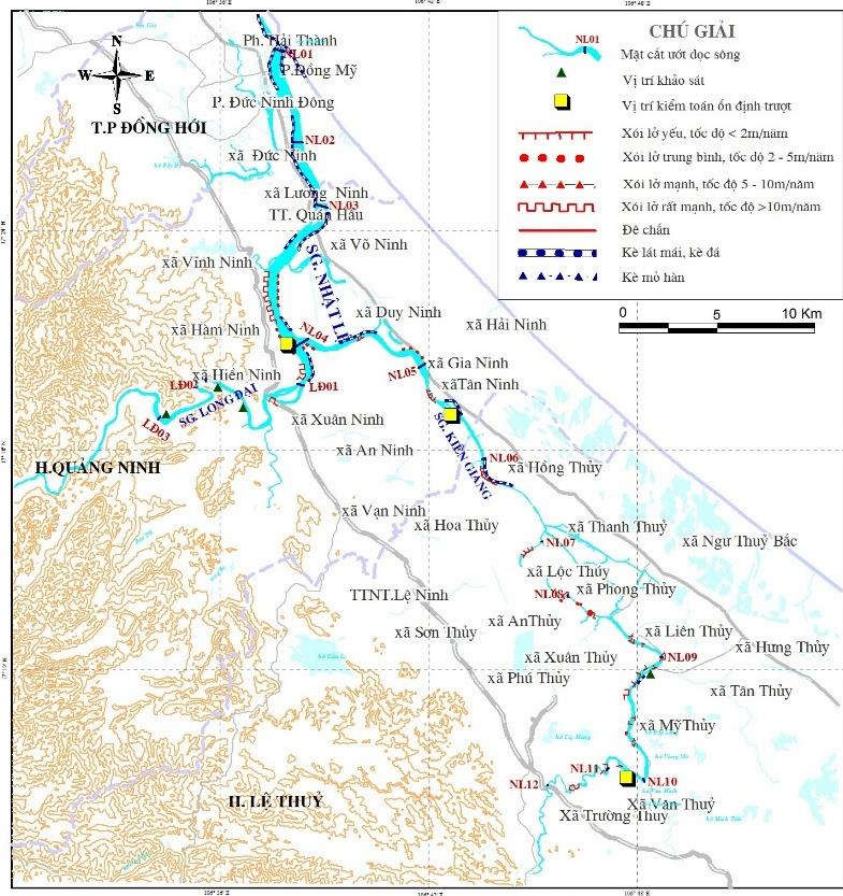 CHÚ GIẢI
NL01
Mặt cắt ướt dọc sông
Vị trí khảo sát
Vị trí kiểm toán ổn định trượt
Xói lở yếu, tốc độ < 2m/năm
Xói lở trung bình, tốc độ 2 - 5m/năm
Xói lở mạnh, tốc độ 5 - 10m/năm
Xói lở rất mạnh, tốc độ >10m/năm
Đê chắn
Kè lát mái, kè đá
Kè mỏ hàn
0 5 10 Km
N
W E
S
Ph. Hải Thành
NL01
P.Đồng Mỹ
P. Đức Ninh Đông
T.P ĐỒNG HỚI
NL02
xã Đức Ninh
xã Lương Ninh
NL03
TT. Quán Hầu
xã Võ Ninh
xã Vĩnh Ninh
SG. NHẬT LỆ
xã Duy Ninh
xã Hàm Ninh
xã Hải Ninh
NL04
xã Gia Ninh
NL05
xã Hiền Ninh
xãTân Ninh
LĐ02
LĐ01
SG. LONG ĐẠI
LĐ03
xã Xuân Ninh
SG. KIẾN GIANG
xã An Ninh
NL06
xã Hồng Thủy
H.QUẢNG NINH
xã Vạn Ninh
xã Hoa Thủy
xã Thanh Thuỷ
NL07
xã Ngư Thuỷ Bắc
xã Lộc Thúy
NL08
xã Phong Thủy
TTNT.Lệ Ninh
xã AnThủy
xã Sơn Thủy
xã Liên Thủy
xã Hưng Thủy
xã Xuân Thủy
NL09
xã Phú Thủy
xã Tân Thủy
xã MỹThủy
NL11
NL12
NL10
H. LỆ THUỶ
Xã Văn Thuỷ
Xã Trường Thuỷ